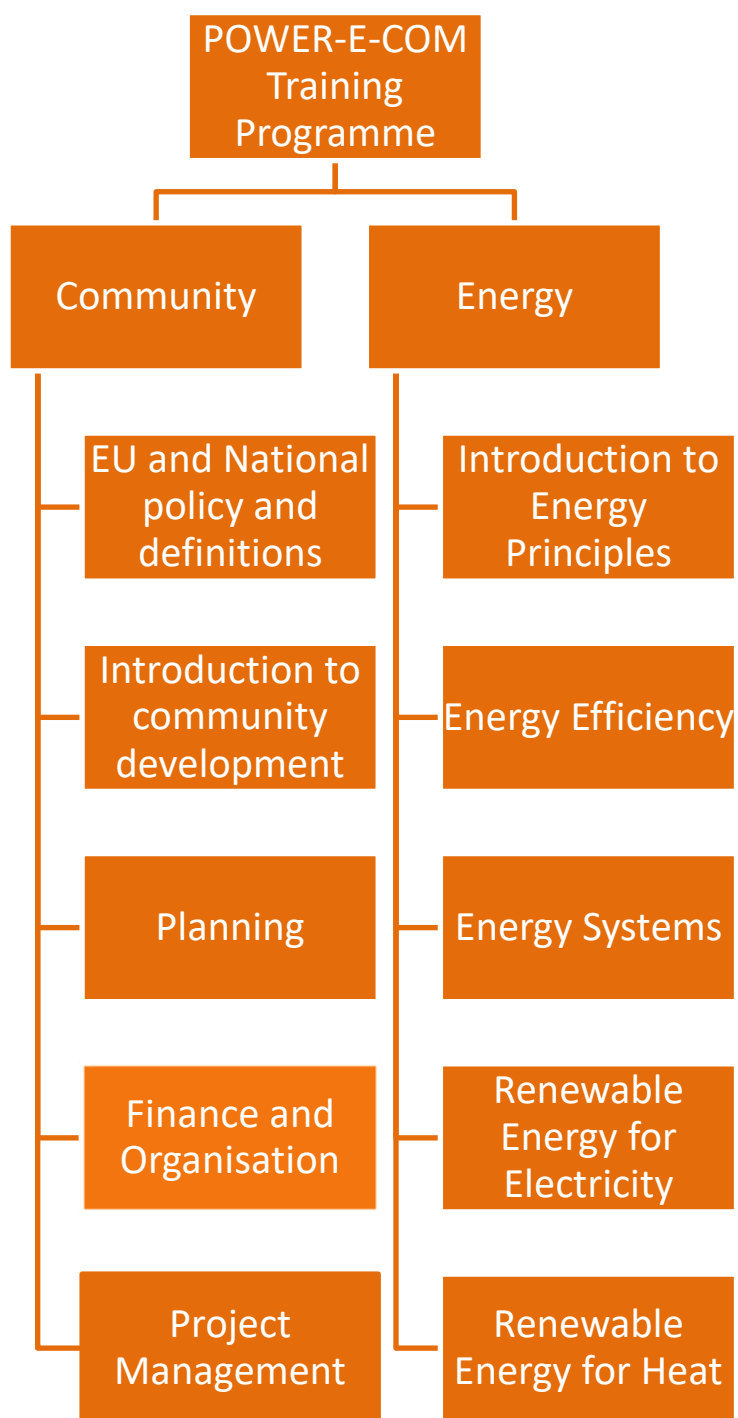 POWER-E-COM
Training
Programme
Community
Energy
EU and National
policy and
definitions
Introduction to
community
development
Planning
Finance and
Organisation
Project
Management
Introduction to
Energy
Principles
Energy Efficiency
Energy Systems
Renewable
Energy for
Electricity
Renewable
Energy for Heat